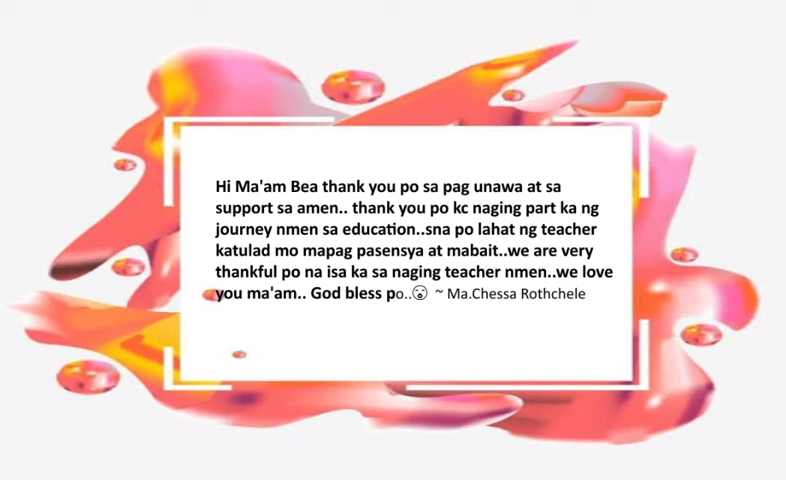 Hi Ma'am Bea thank you po sa pag unawa at sa
support sa amen.. thank you po kc naging part ka ng
journey nmen sa education..sna po lahat ng teacher
katulad mo mapag pasensya at mabait..we are very
thankful po na isa ka sa naging teacher nmen..we love
you ma'am.. God bless po..😮 ~ Ma.Chessa Rothchele